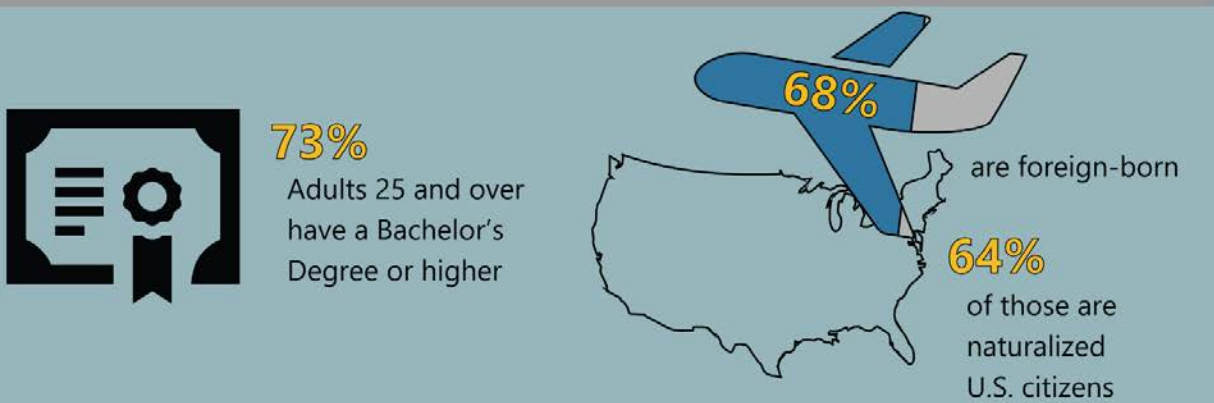 73%
Adults 25 and over
have a Bachelor's
Degree or higher
68%
are foreign-born
64%
of those are
naturalized
U.S. citizens